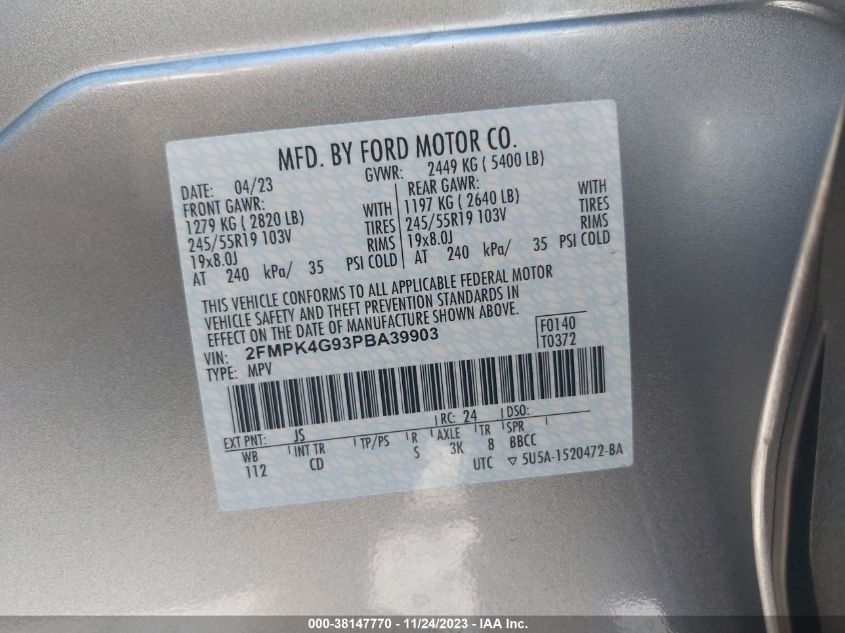 MFD. BY FORD MOTOR CO.
DATE: 04/23 GVWR: 2449 KG ( 5400 LB)
FRONT GAWR: REAR GAWR:
1279 KG ( 2820 LB) WITH 1197 KG ( 2640 LB) WITH
245/55R19 103V TIRES 245/55R19 103V TIRES
19x8.0J RIMS 19x8.0J RIMS
AT 240 kPa/ 35 PSI COLD AT 240 kPa/ 35 PSI COLD
THIS VEHICLE CONFORMS TO ALL APPLICABLE FEDERAL MOTOR
VEHICLE SAFETY AND THEFT PREVENTION STANDARDS IN
EFFECT ON THE DATE OF MANUFACTURE SHOWN ABOVE.
VIN: 2FMPK4G93PBA39903 F0140
TYPE: MPV T0372
EXT PNT: JS RC: 24 DSO:
WB INT TR TP/PS R AXLE TR SPR
112 CD S 3K 8 BBCC
UTC ▽ 5U5A-1520472-BA
000-38147770 - 11/24/2023 - IAA Inc.